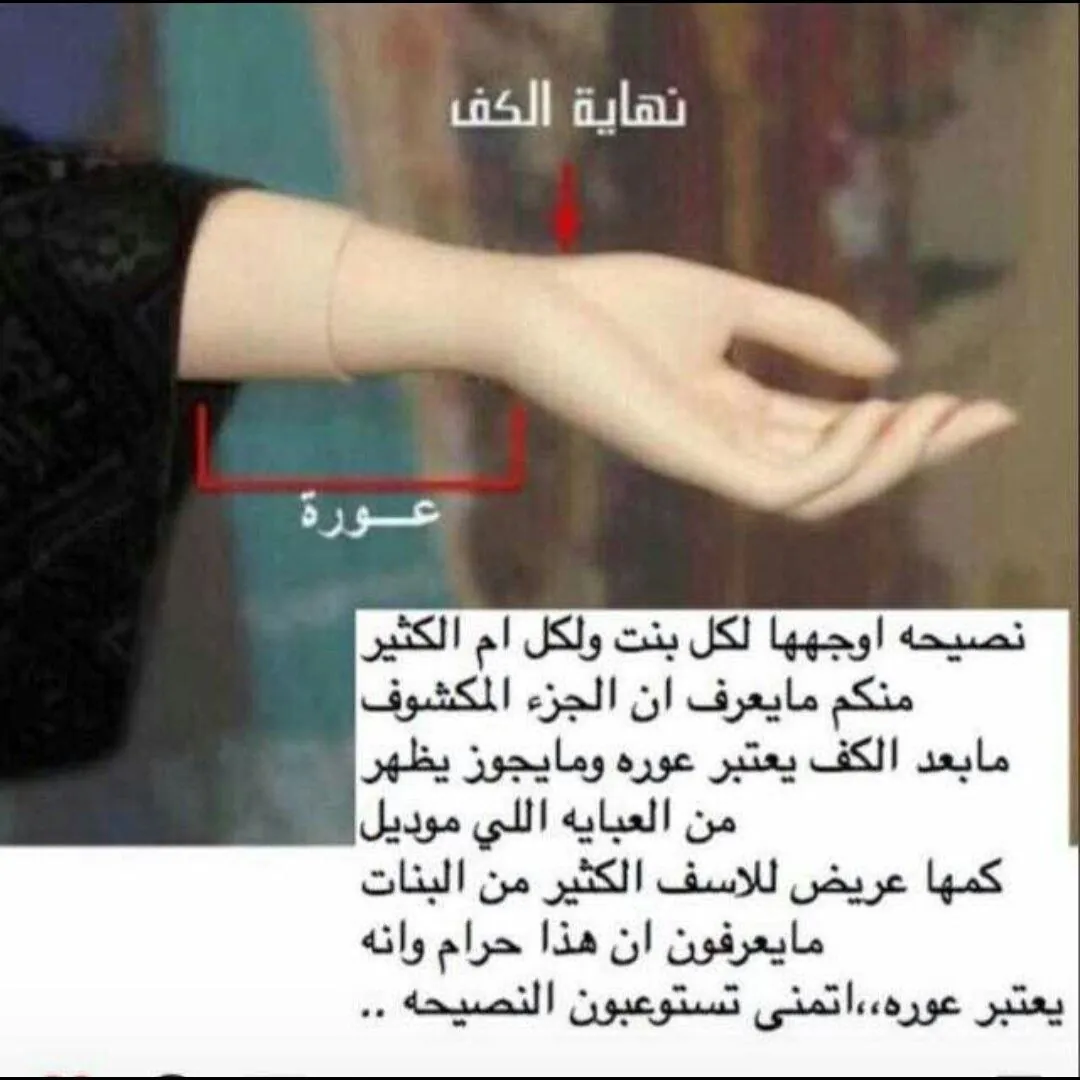 نهاية الكف
عــورة
نصيحه اوجهها لكل بنت ولكل ام الكثير
منكم مايعرف ان الجزء المكشوف
مابعد الكف يعتبر عوره ومايجوز يظهر
من العبايه اللي موديل
كمها عريض للاسف الكثير من البنات
مايعرفون ان هذا حرام وانه
يعتبر عوره،،اتمنى تستوعبون النصيحه ..